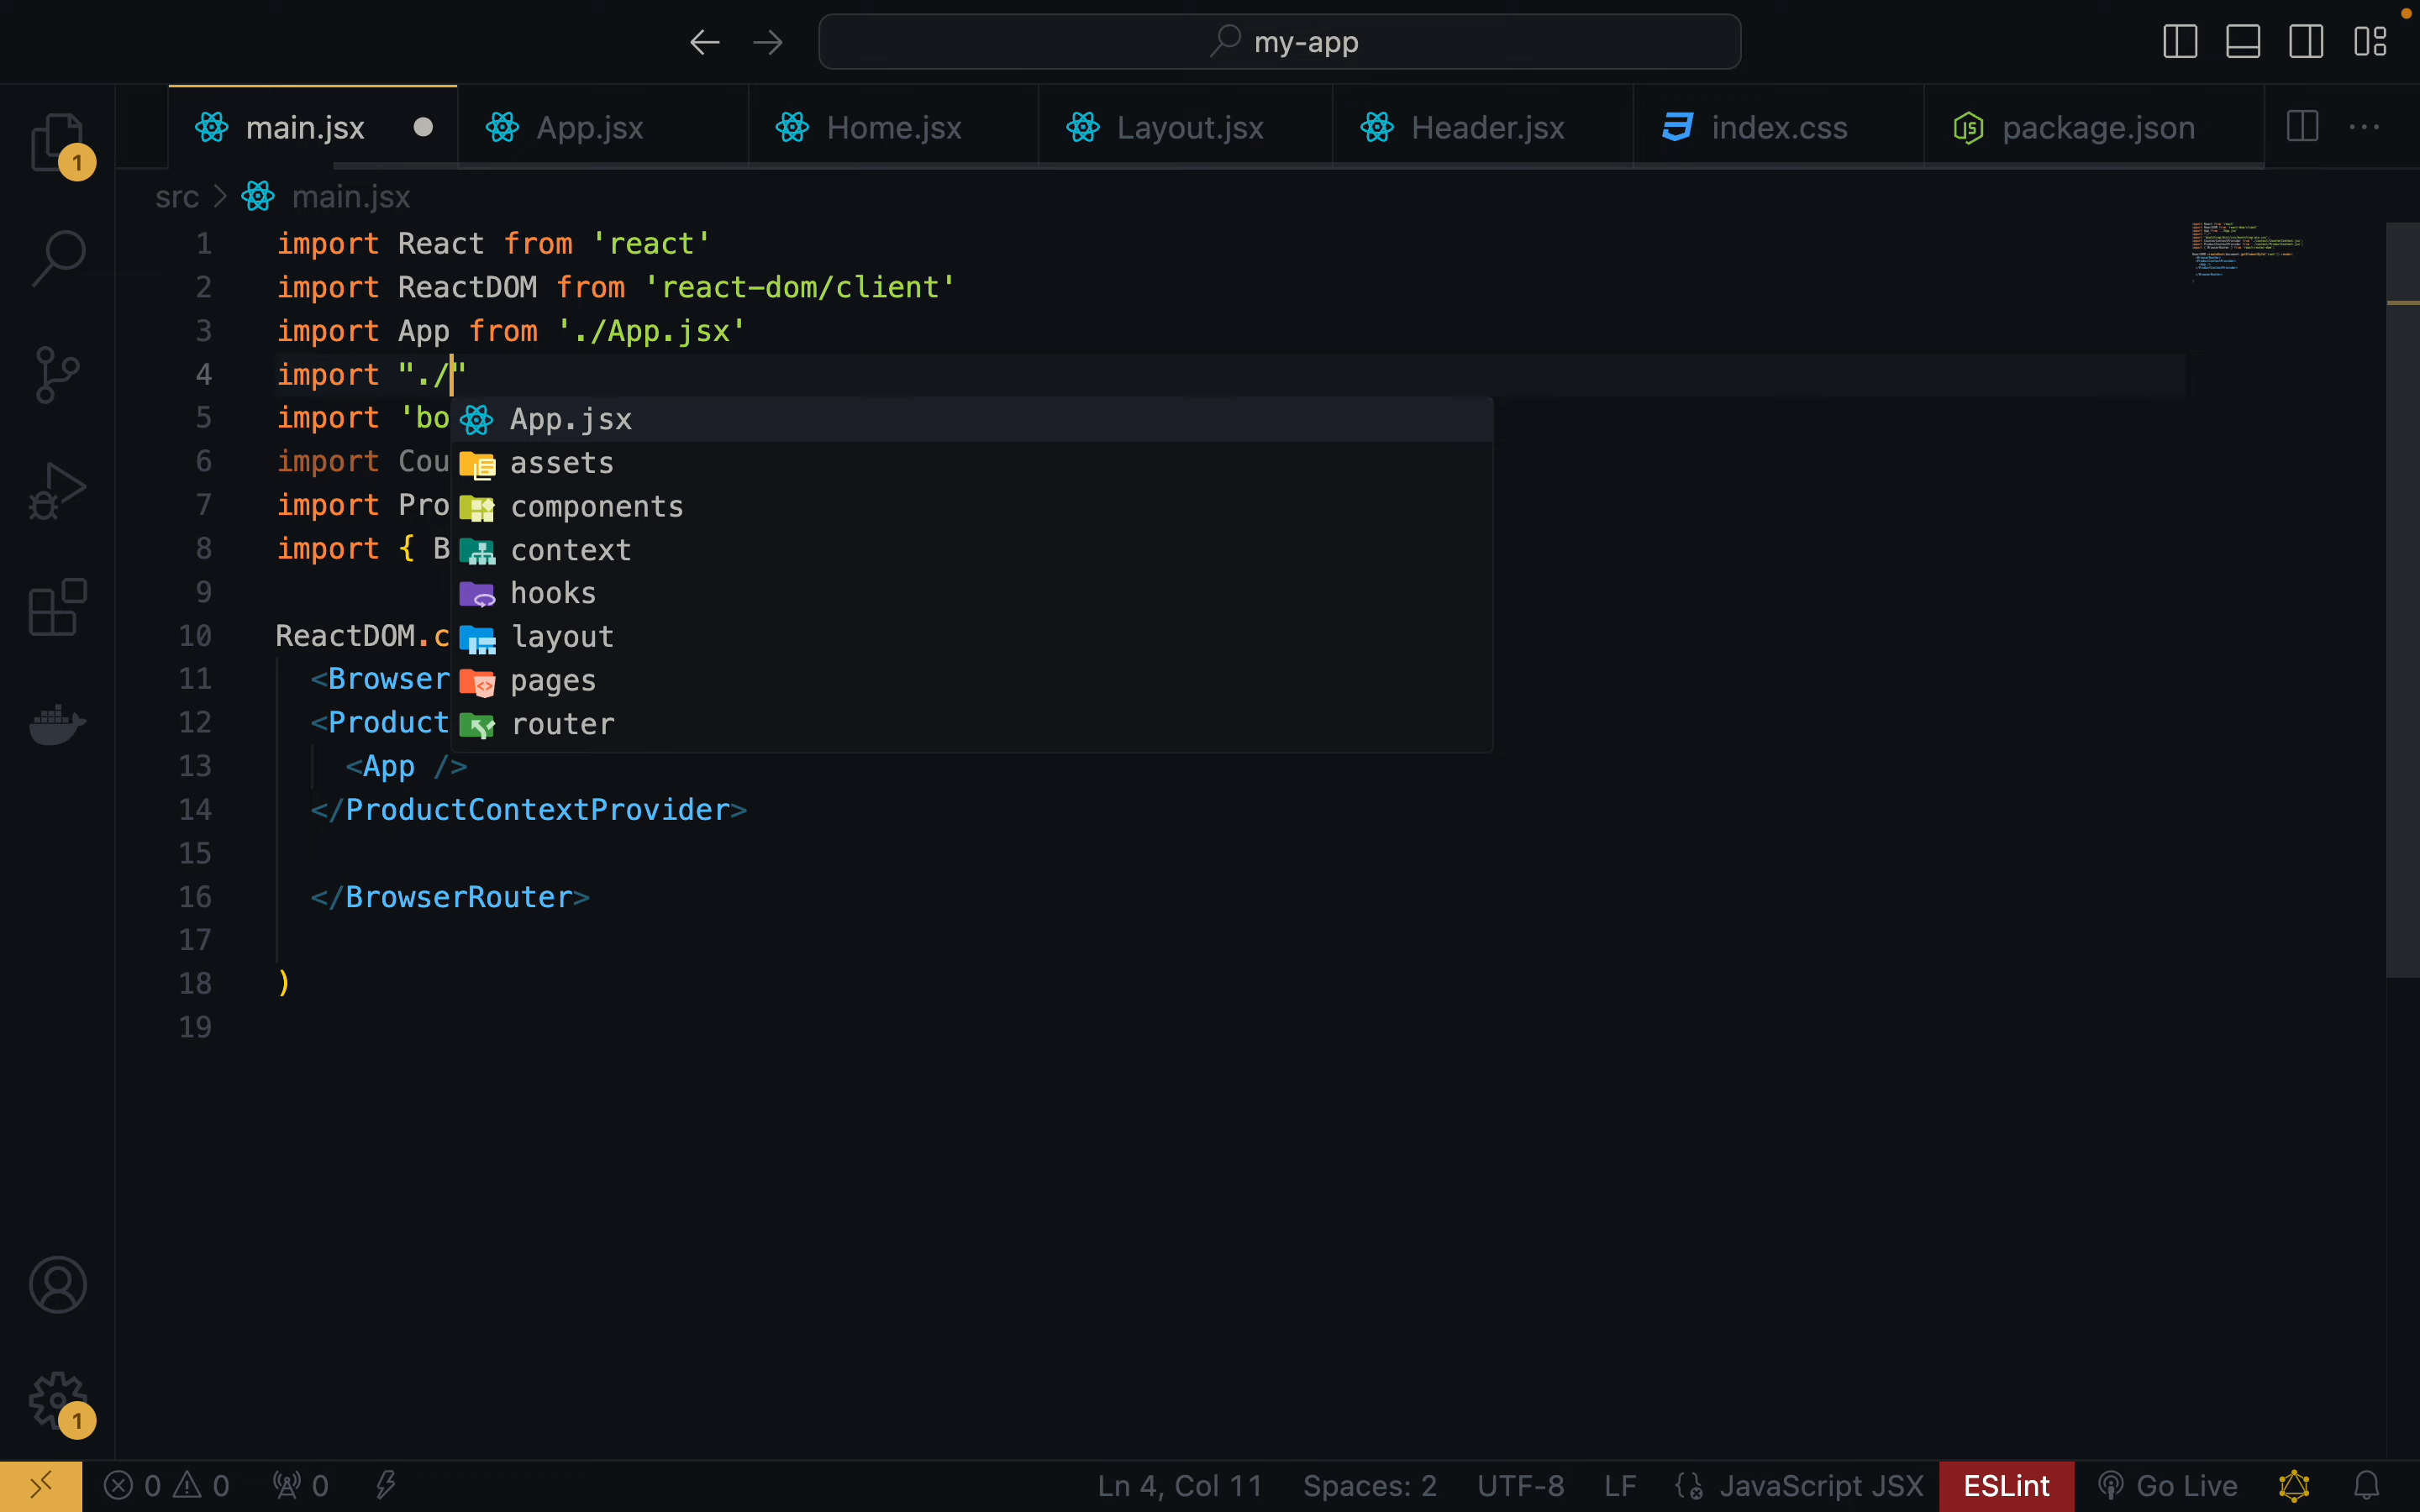 my-app
main.jsx App.jsx Home.jsx Layout.jsx Header.jsx index.css package.json
1
src > main.jsx
1 import React from 'react'
2 import ReactDOM from 'react-dom/client'
3 import App from './App.jsx'
4 import "./"
5 import 'bo
App.jsx
6 import Cou
assets
7 import Pro
components
8 import { B
context
9
hooks
10 ReactDOM.c
layout
11 <Browser
pages
12 <Product
router
13 <App />
14 </ProductContextProvider>
15
16 </BrowserRouter>
17
18 )
19
1
0 0 0 Ln 4, Col 11 Spaces: 2 UTF-8 LF JavaScript JSX ESLint Go Live